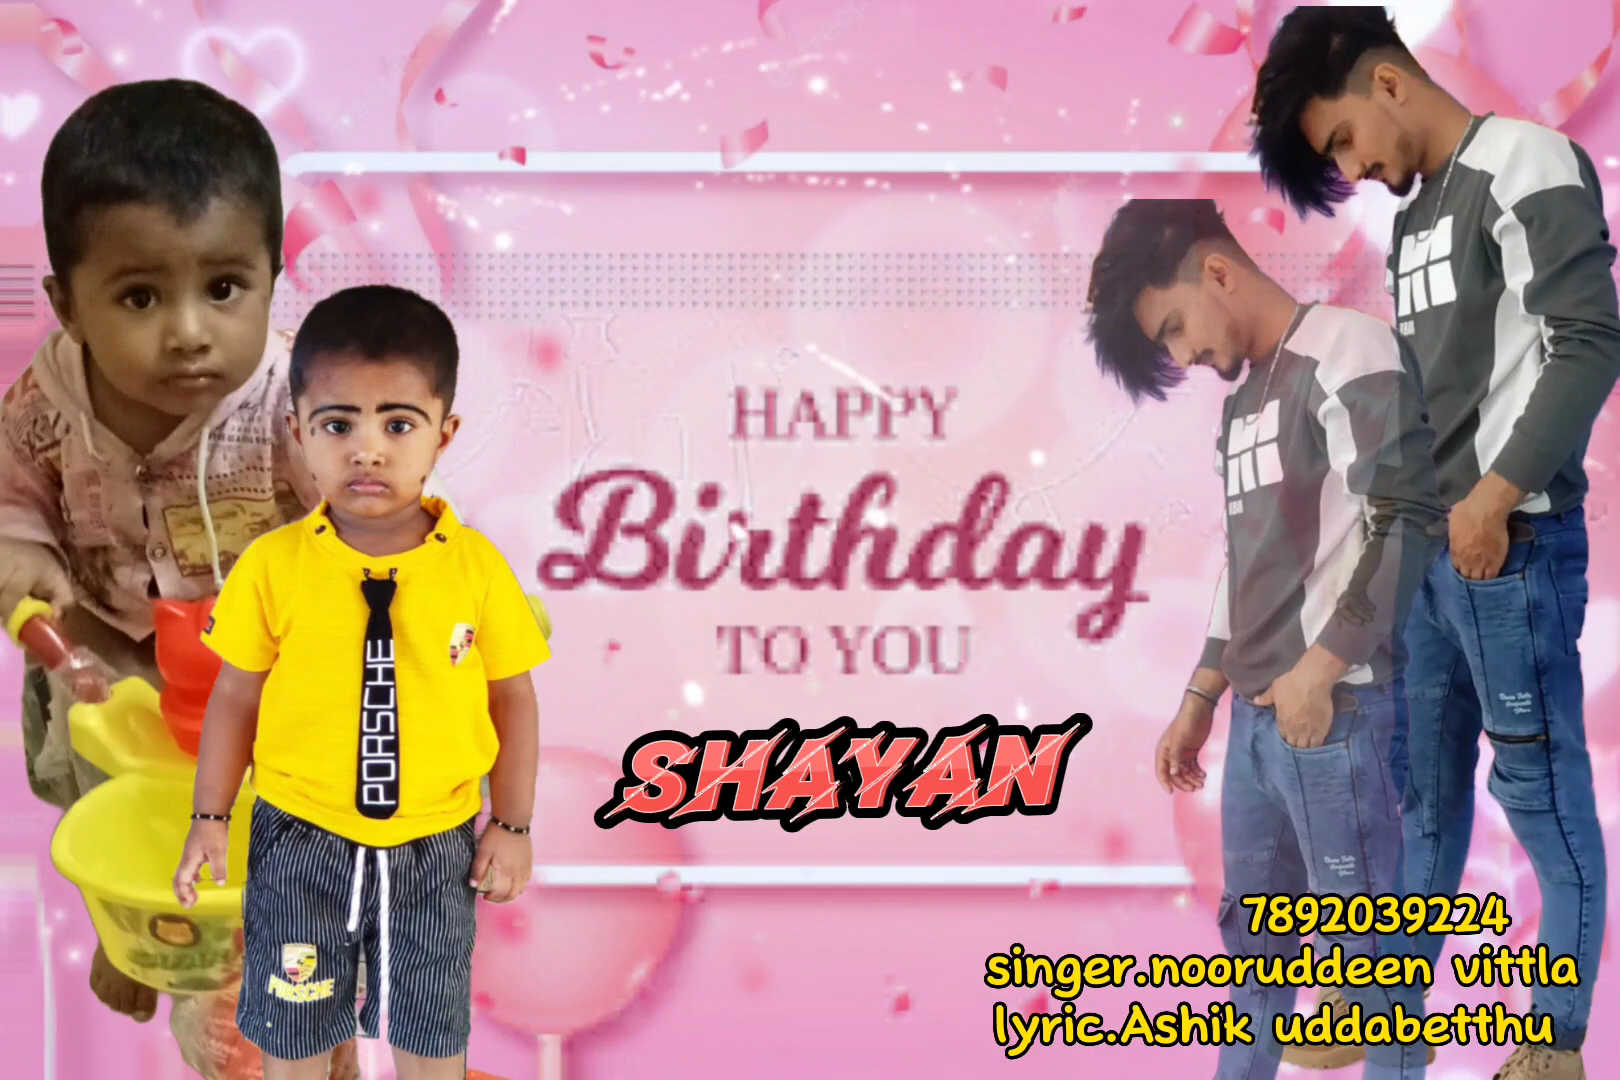 HAPPY
Birthday
TO YOU
SHAYAN
PORSCHE
PORSCHE
7892039224
singer.nooruddeen vittla
lyric.Ashik uddabetthu